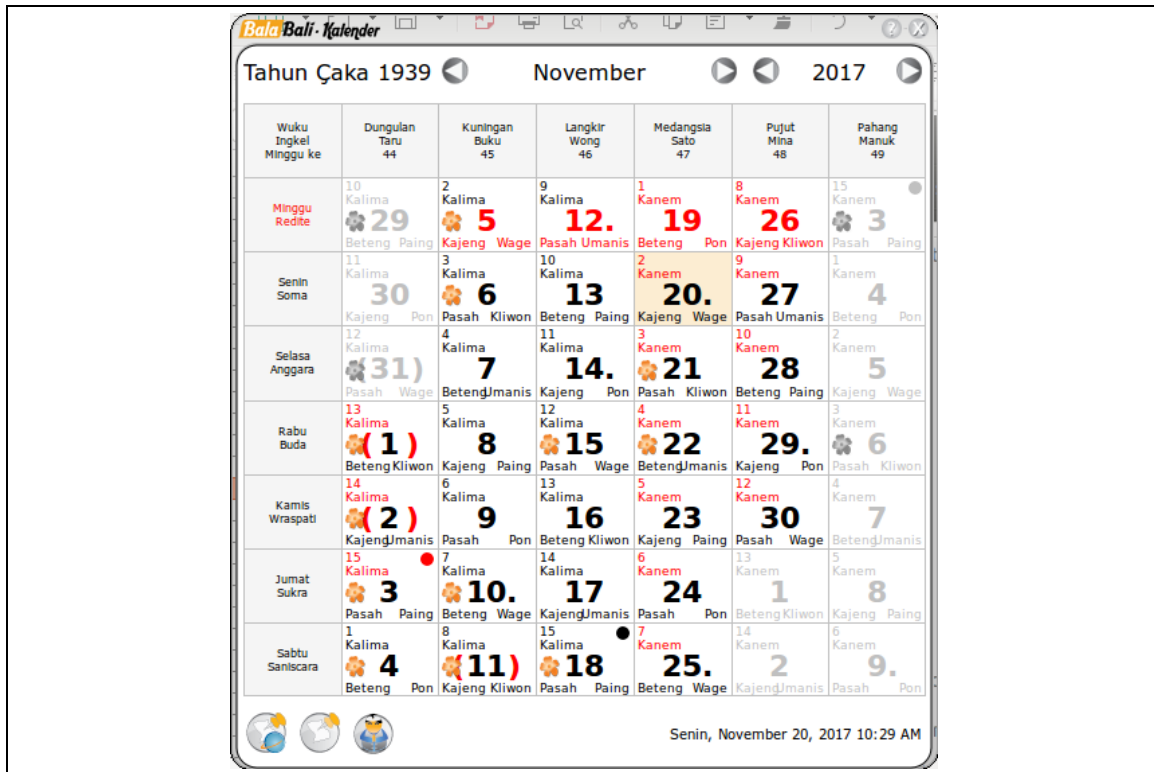 Bala Bali - Kalender
Tahun Çaka 1939 November 2017
Wuku Dungulan Kuningan Langkir Medangsia Pujut Pahang
Ingkel Taru Buku Wong Sato Mina Manuk
Minggu ke 44 45 46 47 48 49
10 2 9 1 8 15
Kalima Kalima Kalima Kanem Kanem Kanem
Minggu Redite 29 5 12. 19 26 3
Beteng Paing Kajeng Wage Pasah Umanis Beteng Pon Kajeng Kliwon Pasah Paing
11 3 10 2 9 1
Kalima Kalima Kalima Kanem Kanem Kanem
Senin Soma 30 6 13 20. 27 4
Kajeng Pon Pasah Kliwon Beteng Paing Kajeng Wage Pasah Umanis Beteng Pon
12 4 11 3 10 2
Kalima Kalima Kalima Kanem Kanem Kanem
Selasa Anggara (31) 7 14. 21 28 5
Pasah Wage Beteng Umanis Kajeng Pon Pasah Kliwon Beteng Paing Kajeng Wage
13 5 12 4 11 3
Kalima Kalima Kalima Kanem Kanem Kanem
Rabu Buda (1) 8 15 22 29. 6
Beteng Kliwon Kajeng Paing Pasah Wage Beteng Umanis Kajeng Pon Pasah Kliwon
14 6 13 5 12 4
Kalima Kalima Kalima Kanem Kanem Kanem
Kamis Wraspati (2) 9 16 23 30 7
Kajeng Umanis Pasah Pon Beteng Kliwon Kajeng Paing Pasah Wage Beteng Umanis
15 7 14 6 13 5
Kalima Kalima Kalima Kanem Kanem Kanem
Jumat Sukra 3 10. 17 24 1 8
Pasah Paing Beteng Wage Kajeng Umanis Pasah Pon Beteng Kliwon Kajeng Paing
1 8 15 7 14 6
Kalima Kalima Kalima Kanem Kanem Kanem
Sabtu Saniscara 4 (11) 18 25. 2 9.
Beteng Pon Kajeng Kliwon Pasah Paing Beteng Wage Kajeng Umanis Pasah Pon
Senin, November 20, 2017 10:29 AM